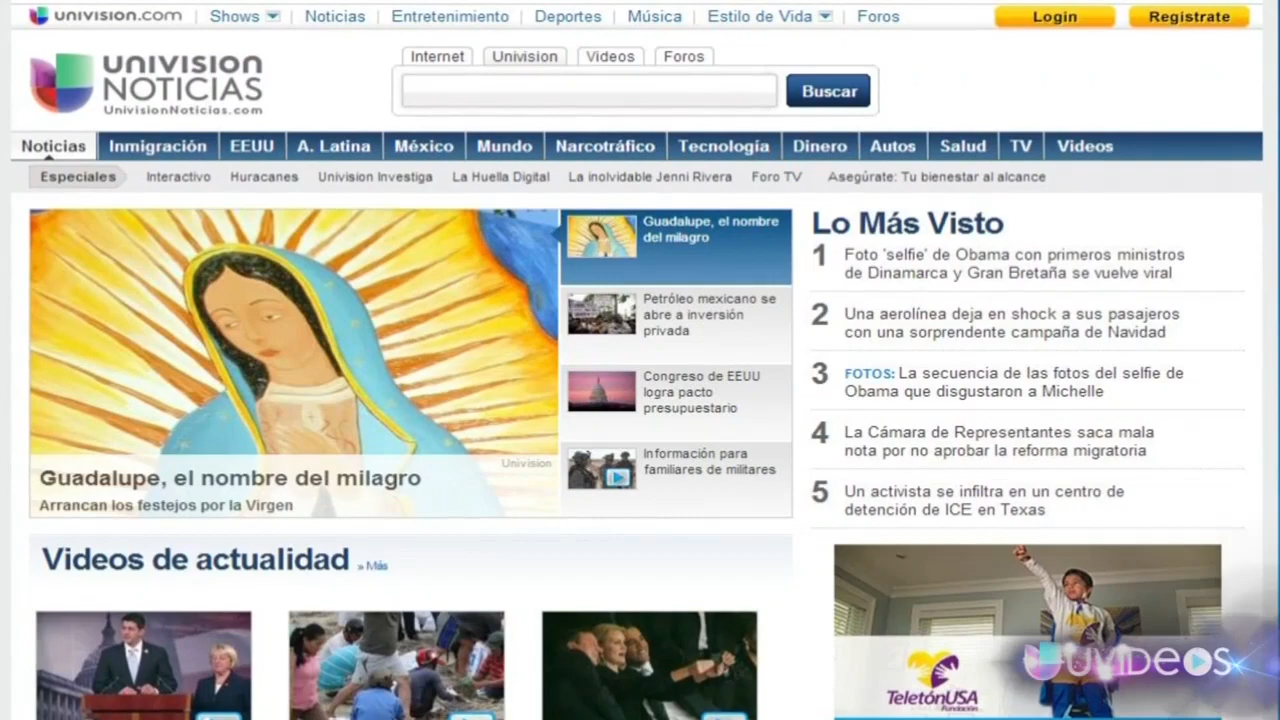 univision.com
Shows
Noticias
Entretenimiento
Deportes
Música
Estilo de Vida
Foros
Login
Registrate
UNIVISION
NOTICIAS
UnivisionNoticias.com
Internet
Univision
Videos
Foros
Buscar
Noticias
Inmigración
EEUU
A. Latina
México
Mundo
Narcotráfico
Tecnología
Dinero
Autos
Salud
TV
Videos
Especiales
Interactivo
Huracanes
Univision Investiga
La Huella Digital
La inolvidable Jenni Rivera
Foro TV
Asegúrate: Tu bienestar al alcance
Univision
Guadalupe, el nombre del milagro
Arrancan los festejos por la Virgen
Guadalupe, el nombre
del milagro
Petróleo mexicano se
abre a inversión
privada
Congreso de EEUU
logra pacto
presupuestario
Información para
familiares de militares
Lo Más Visto
1
Foto 'selfie' de Obama con primeros ministros
de Dinamarca y Gran Bretaña se vuelve viral
2
Una aerolínea deja en shock a sus pasajeros
con una sorprendente campaña de Navidad
3
FOTOS: La secuencia de las fotos del selfie de
Obama que disgustaron a Michelle
4
La Cámara de Representantes saca mala
nota por no aprobar la reforma migratoria
5
Un activista se infiltra en un centro de
detención de ICE en Texas
Videos de actualidad » Más
TeletónUSA
Fundación
UVIDEOS